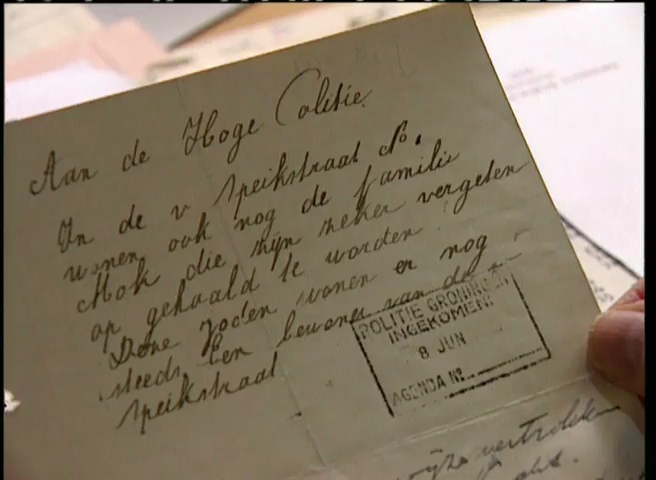 Aan de Hoge Politie
In de v Speikstraat No.
wonen ook nog de familie
Mok die zijn zeker vergeten
op gehaald te worden
Deze joden wonen er nog
steeds Een bewoner van de
speikstraat
POLITIE GRONINGEN
INGEKOMEN:
8 JUN
AGENDA No.
vertrokken